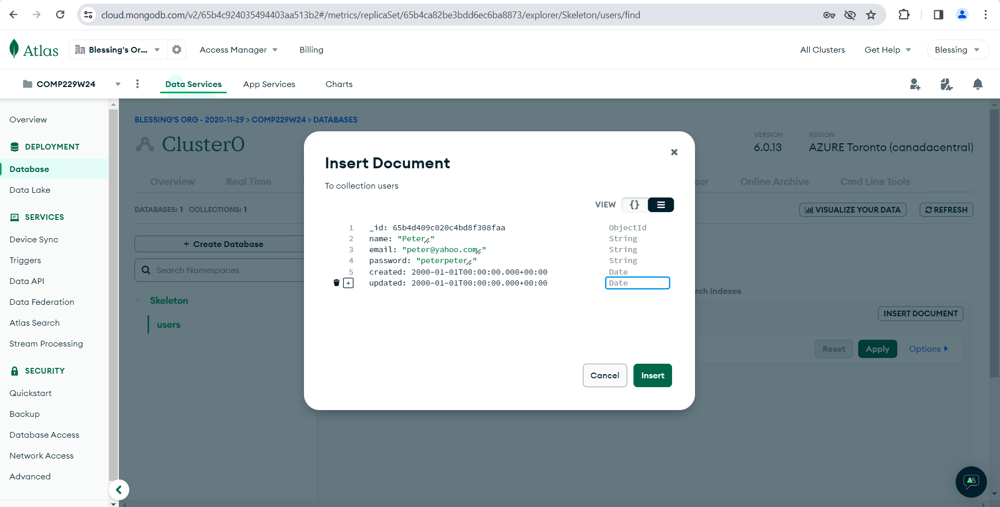 cloud.mongodb.com/v2/65b4c924035494403aa513b2#/metrics/replicaSet/65b4ca82be3bdd6ec6ba8873/explorer/Skeleton/users/find
Atlas
Blessing's Or...
Access Manager
Billing
All Clusters
Get Help
Blessing
COMP229W24
Data Services
App Services
Charts
Overview
DEPLOYMENT
Database
Data Lake
SERVICES
Device Sync
Triggers
Data API
Data Federation
Atlas Search
Stream Processing
SECURITY
Quickstart
Backup
Database Access
Network Access
Advanced
BLESSING'S ORG - 2020-11-29 > COMP229W24 > DATABASES
Cluster0
VERSION
6.0.13
REGION
AZURE Toronto (canadacentral)
Overview
Real Time
sor
Online Archive
Cmd Line Tools
DATABASES: 1 COLLECTIONS: 1
VISUALIZE YOUR DATA
REFRESH
+ Create Database
Search Namespaces
Skeleton
users
rch Indexes
INSERT DOCUMENT
Reset
Apply
Options
Insert Document
To collection users
VIEW {}
1 _id: 65b4d409c020c4bd8f308faa ObjectId
2 name: "Peter" String
3 email: "peter@yahoo.com" String
4 password: "peterpeter" String
5 created: 2000-01-01T00:00:00.000+00:00 Date
+ updated: 2000-01-01T00:00:00.000+00:00 Date
Cancel
Insert